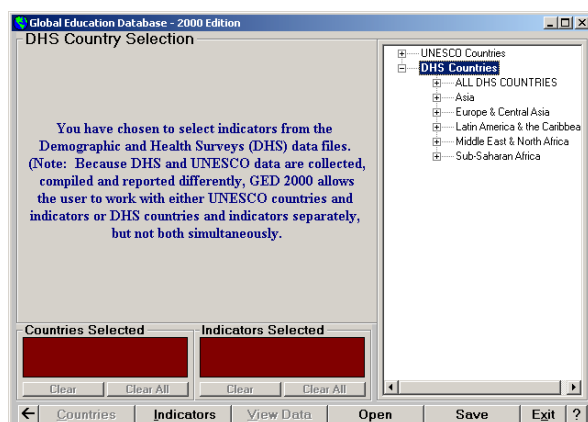 Global Education Database - 2000 Edition
DHS Country Selection
You have chosen to select indicators from the
Demographic and Health Surveys (DHS) data files.
(Note: Because DHS and UNESCO data are collected,
compiled and reported differently, GED 2000 allows
the user to work with either UNESCO countries and
indicators or DHS countries and indicators separately,
but not both simultaneously.
UNESCO Countries
DHS Countries
ALL DHS COUNTRIES
Asia
Europe & Central Asia
Latin America & the Caribbea
Middle East & North Africa
Sub-Saharan Africa
Countries Selected
Indicators Selected
Clear
Clear All
Clear
Clear All
Countries
Indicators
View Data
Open
Save
Exit
?